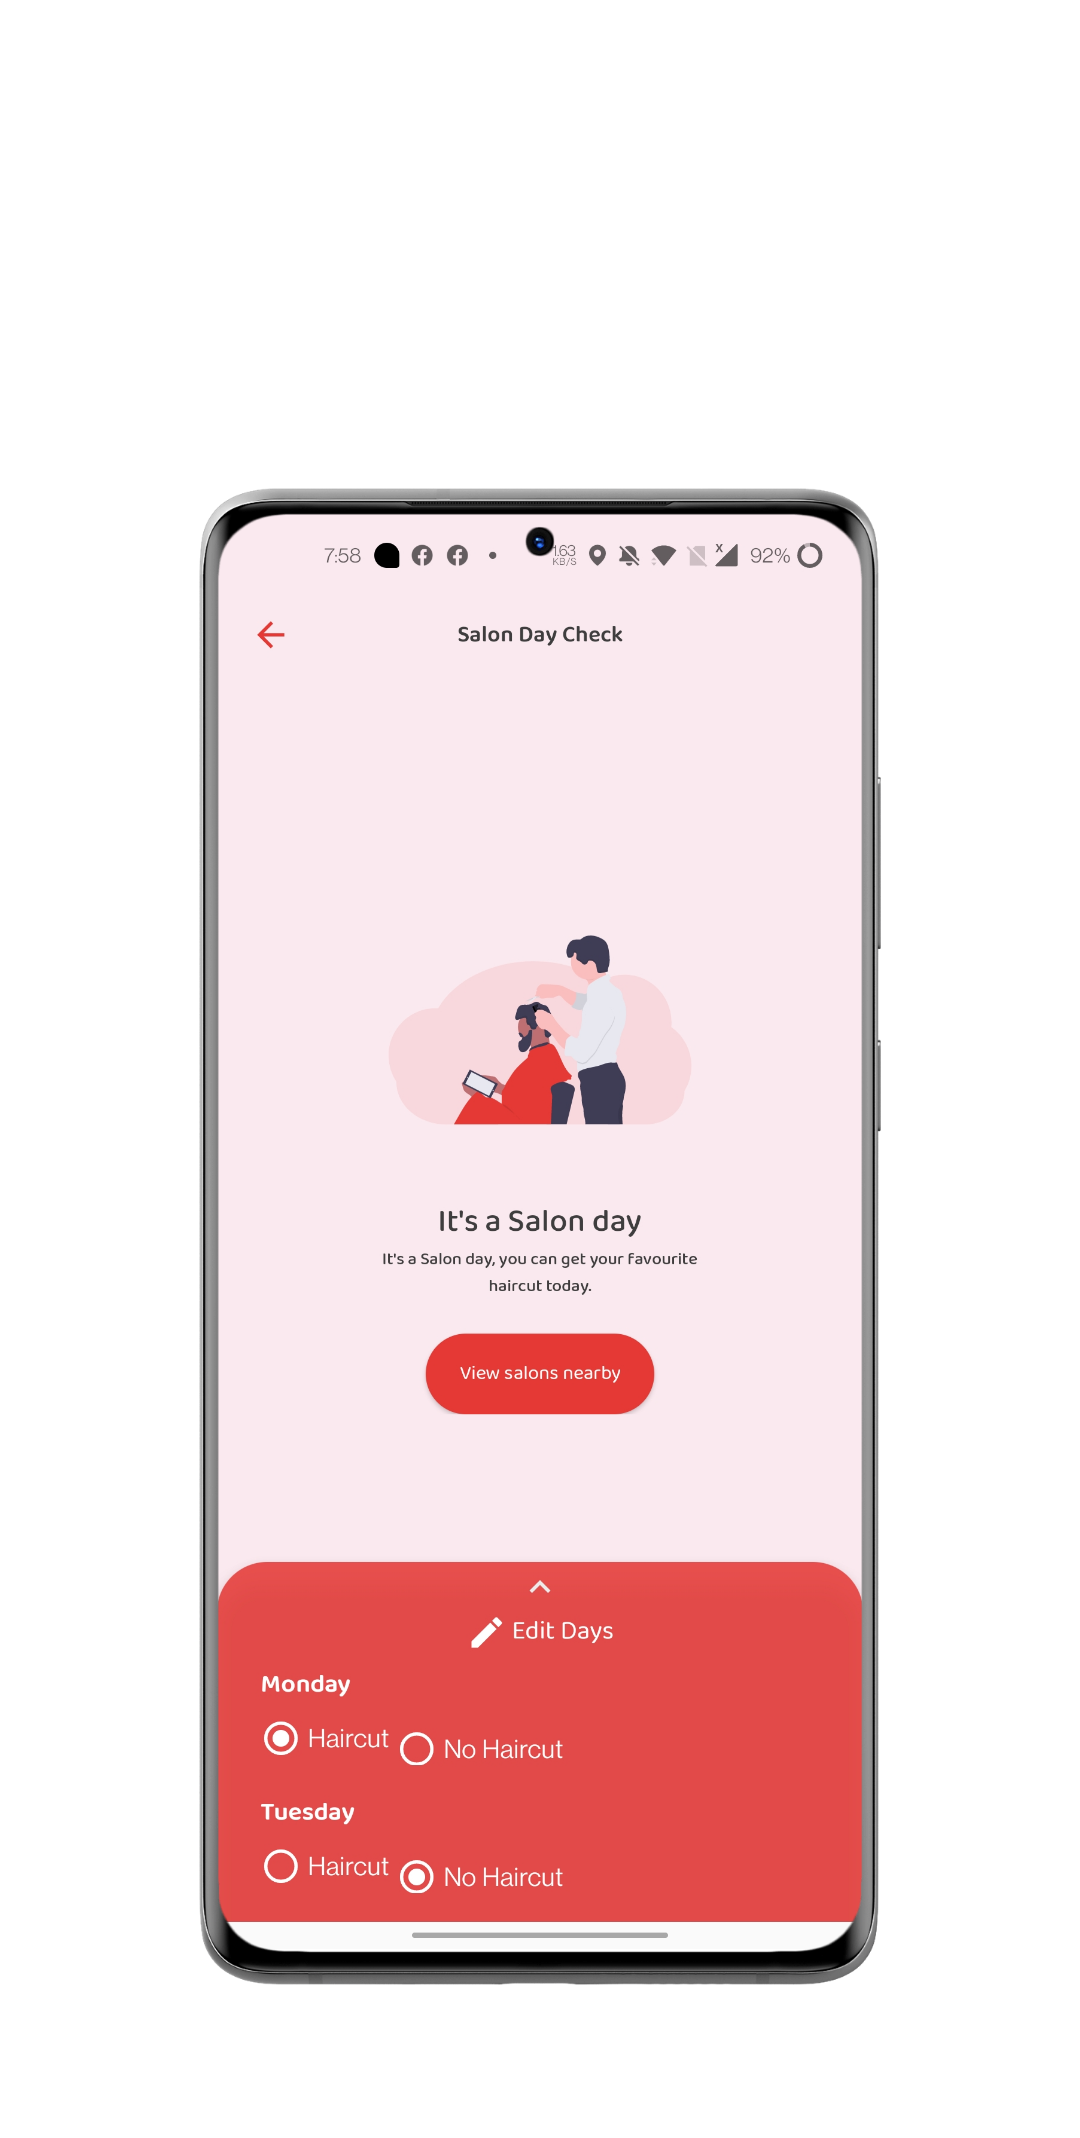 7:58 1.63 KB/S 92%
Salon Day Check
It's a Salon day
It's a Salon day, you can get your favourite
haircut today.
View salons nearby
Edit Days
Monday
Haircut No Haircut
Tuesday
Haircut No Haircut